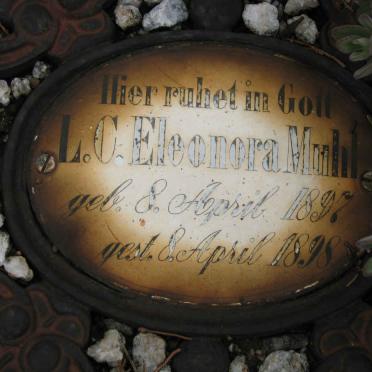 Hier ruhet in Gott
L. C. Eleonora Muhl
geb. 8. April 1897
gest. 8. April 1898